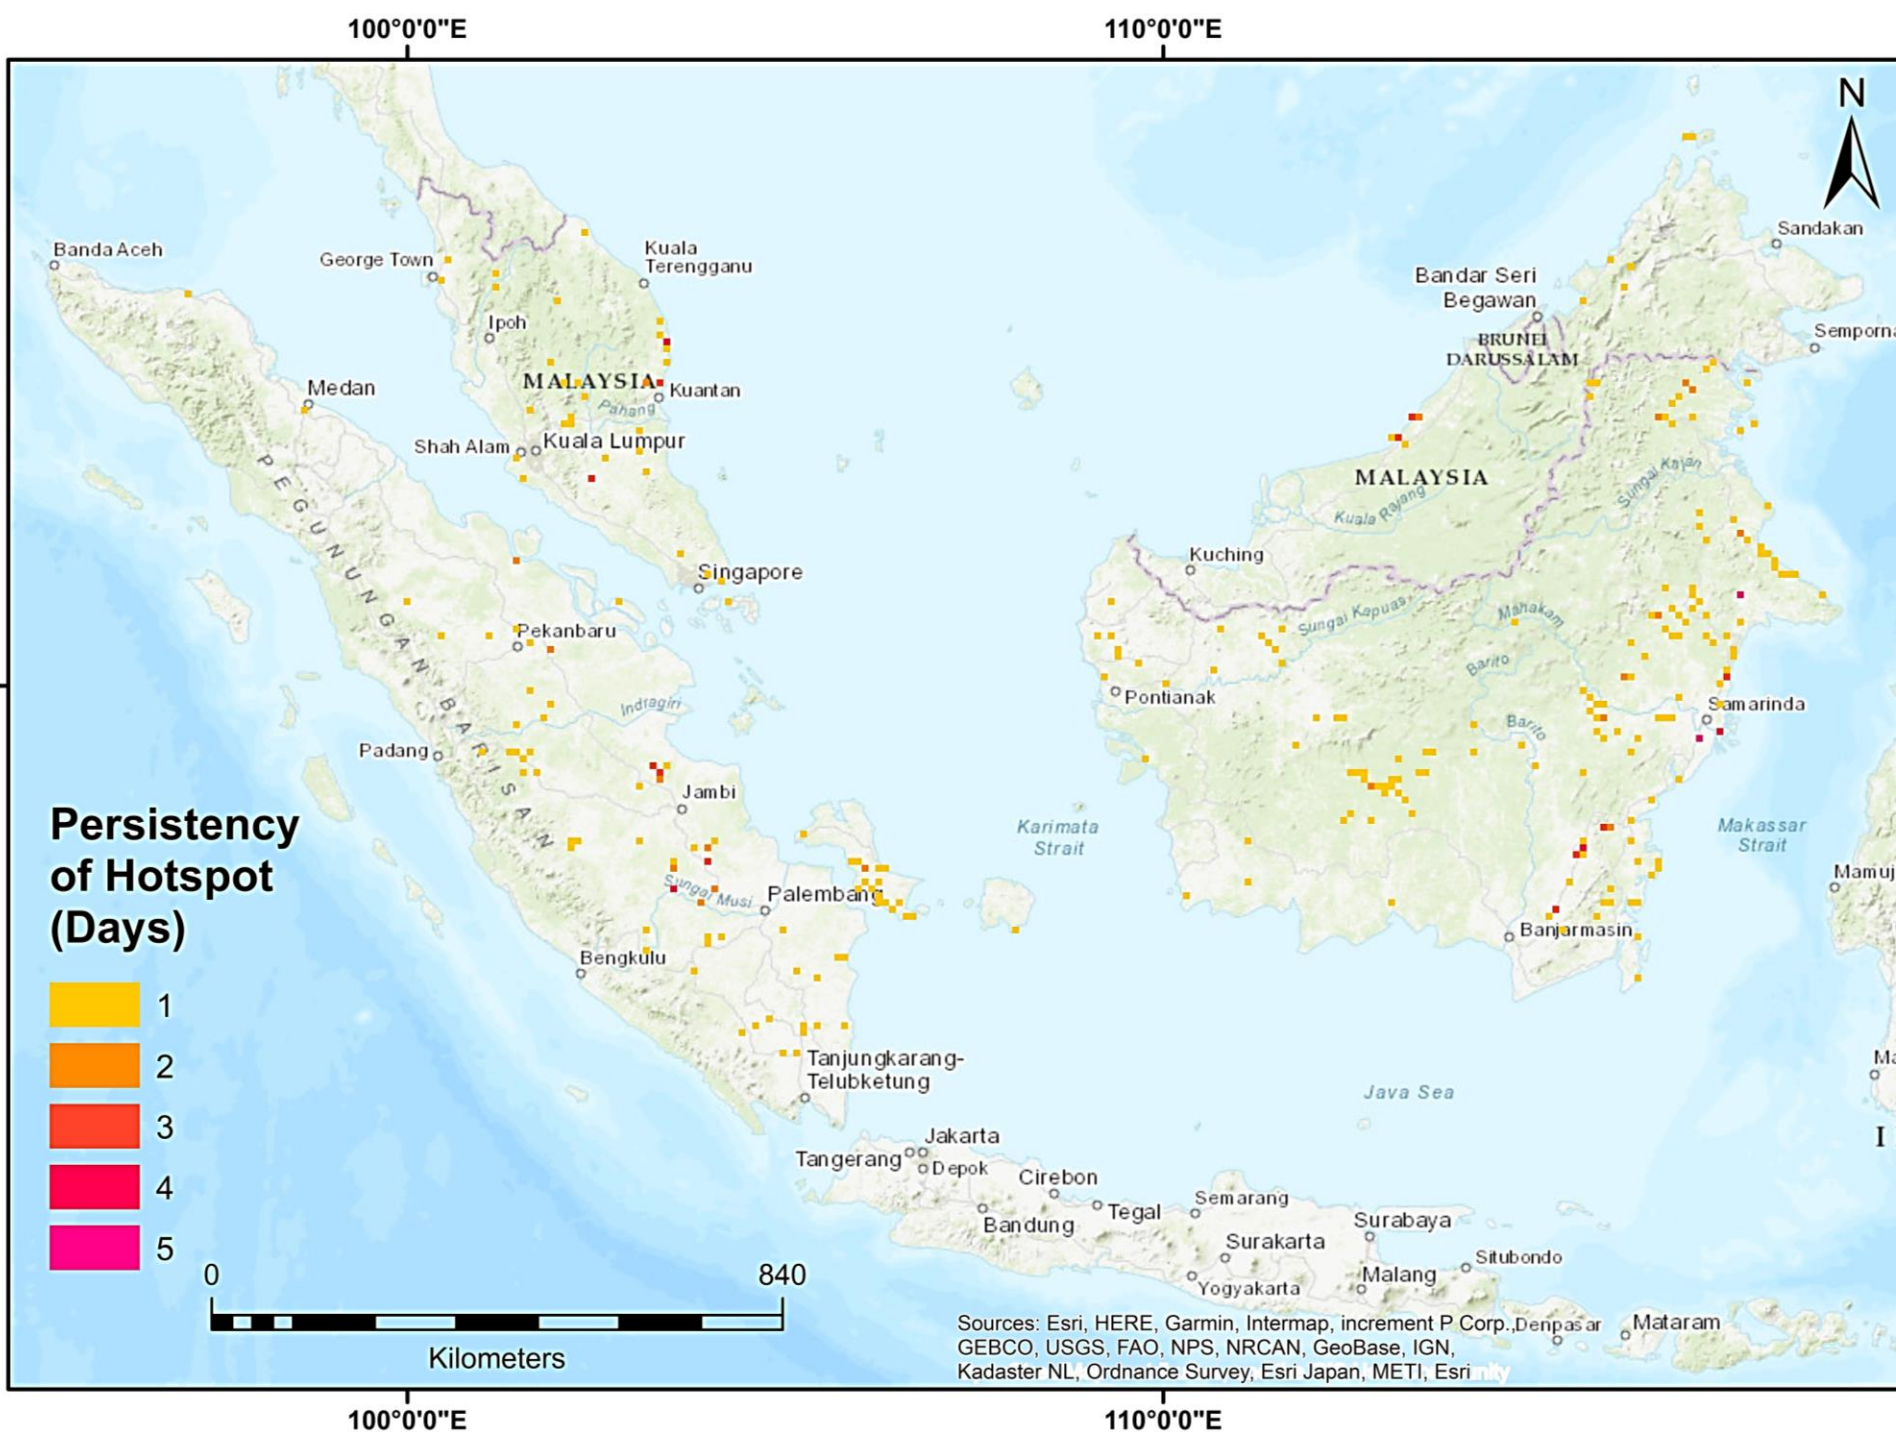 100°0'0"E
110°0'0"E
N
Banda Aceh
George Town
Kuala
Terengganu
Sandakan
Bandar Seri
Begawan
Ipoh
BRUNEI
DARUSSALAM
Medan
MALAYSIA
Kuantan
Pahang
Shah Alam
Kuala Lumpur
MALAYSIA
Sungai Kajan
Kuala Rajang
PEGUNUNGAN BARISAN
Kuching
Singapore
Sungai Kapuas
Mahakam
Pekanbaru
Barito
Pontianak
Indragiri
Samarinda
Barito
Padang
Jambi
Karimata
Strait
Makassar
Strait
Sungai Musi
Palembang
Banjarmasin
Bengkulu
Persistency
of Hotspot
(Days)
1
2
3
4
5
Tanjungkarang-
Telubketung
Java Sea
Jakarta
Tangerang
Depok
Cirebon
Bandung
Tegal
Semarang
Surabaya
Surakarta
Situbondo
Malang
Yogyakarta
Denpasar
Mataram
0
840
Kilometers
Sources: Esri, HERE, Garmin, Intermap, increment P Corp.,
GEBCO, USGS, FAO, NPS, NRCAN, GeoBase, IGN,
Kadaster NL, Ordnance Survey, Esri Japan, METI, Esri
100°0'0"E
110°0'0"E